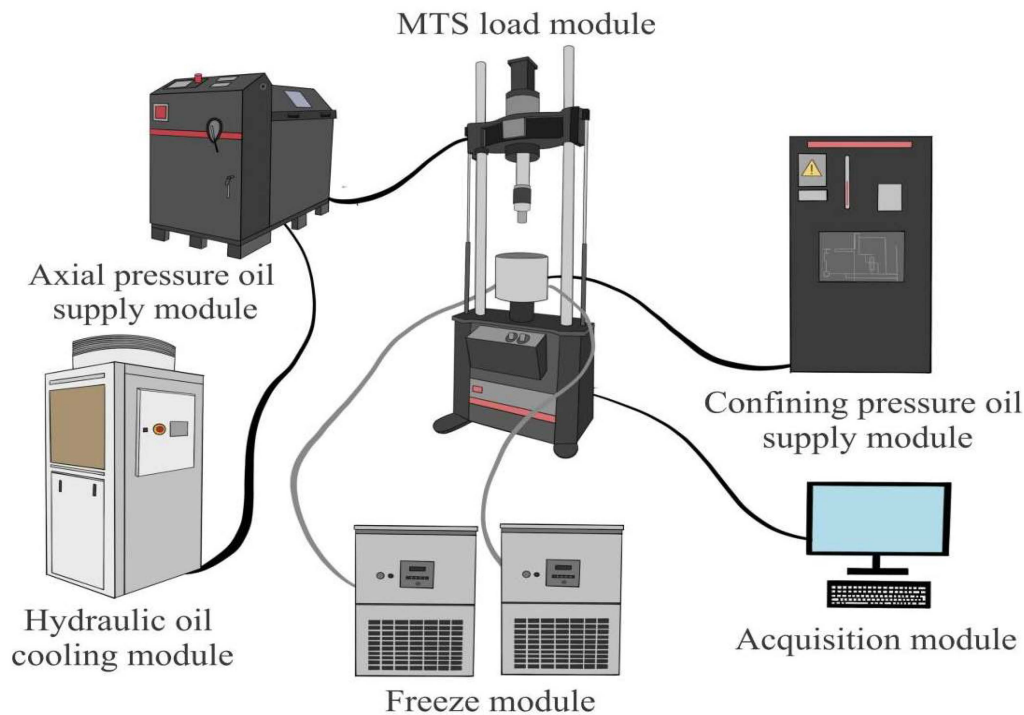 MTS load module
Axial pressure oil
supply module
Confining pressure oil
supply module
Hydraulic oil
cooling module
Freeze module
Acquisition module